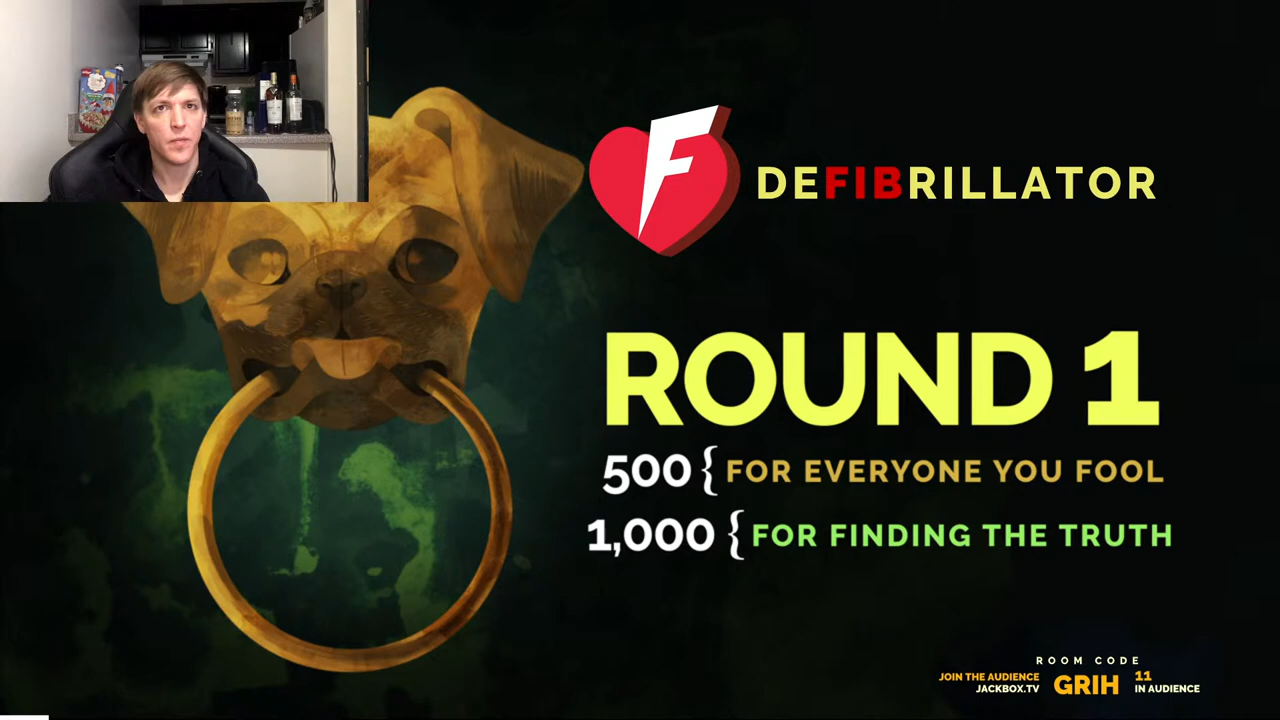 F
DEFIBRILLATOR
ROUND 1
500 { FOR EVERYONE YOU FOOL
1,000 { FOR FINDING THE TRUTH
ROOM CODE
JOIN THE AUDIENCE
JACKBOX.TV
GRIH
11
IN AUDIENCE